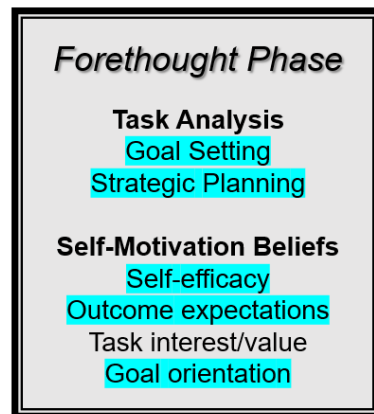 Forethought Phase
Task Analysis
Goal Setting
Strategic Planning
Self-Motivation Beliefs
Self-efficacy
Outcome expectations
Task interest/value
Goal orientation